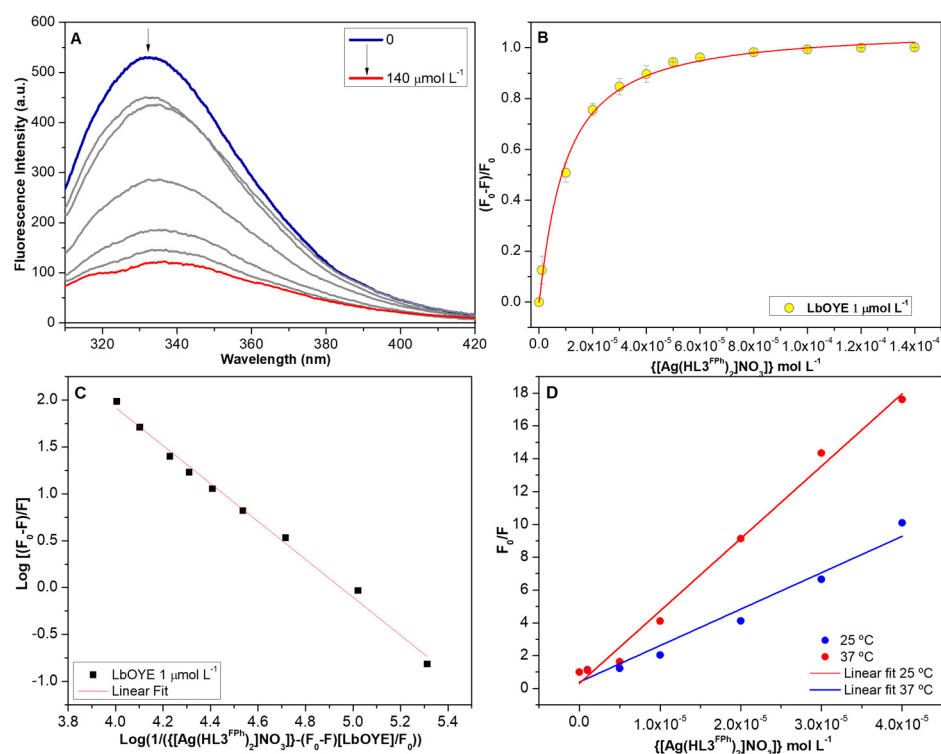 A
0
140 μmol L⁻¹
Fluorescence Intensity (a.u.)
600
500
400
300
200
100
0
320 340 360 380 400 420
Wavelength (nm)
B
(F₀-F)/F₀
1.0
0.8
0.6
0.4
0.2
0.0
LbOYE 1 μmol L⁻¹
0.0 2.0x10⁻⁵ 4.0x10⁻⁵ 6.0x10⁻⁵ 8.0x10⁻⁵ 1.0x10⁻⁴ 1.2x10⁻⁴ 1.4x10⁻⁴
{[Ag(HL3ᶠᴾʰ)₂]NO₃]} mol L⁻¹
C
Log [(F₀-F)/F]
2.0
1.5
1.0
0.5
0.0
-0.5
-1.0
LbOYE 1 μmol L⁻¹
Linear Fit
3.8 4.0 4.2 4.4 4.6 4.8 5.0 5.2 5.4
Log(1/({[Ag(HL3ᶠᴾʰ)₂]NO₃]}-(F₀-F)[LbOYE]/F₀))
D
F₀/F
18
16
14
12
10
8
6
4
2
0
25 ºC
37 ºC
Linear fit 25 ºC
Linear fit 37 ºC
0.0 1.0x10⁻⁵ 2.0x10⁻⁵ 3.0x10⁻⁵ 4.0x10⁻⁵
{[Ag(HL3ᶠᴾʰ)₂]NO₃]} mol L⁻¹